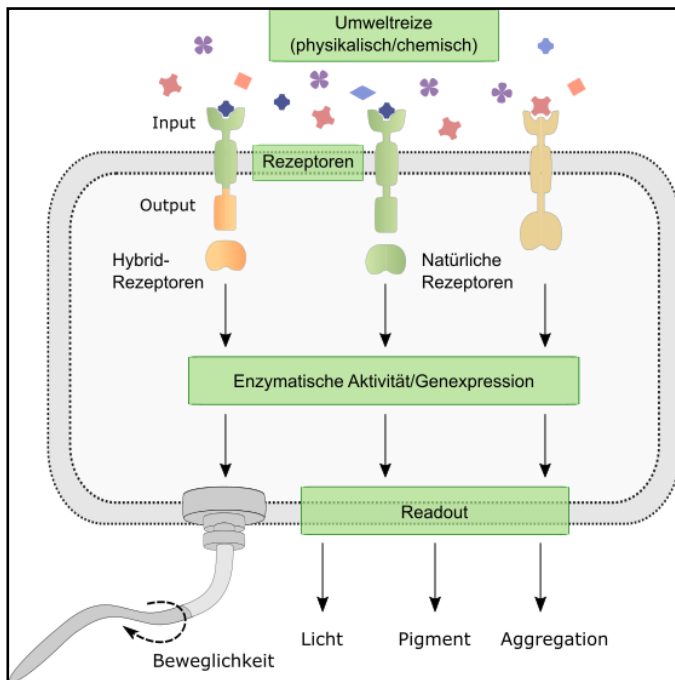 Umweltreize
(physikalisch/chemisch)
Input
Rezeptoren
Output
Hybrid-
Rezeptoren
Natürliche
Rezeptoren
Enzymatische Aktivität/Genexpression
Readout
Licht
Pigment
Aggregation
Beweglichkeit